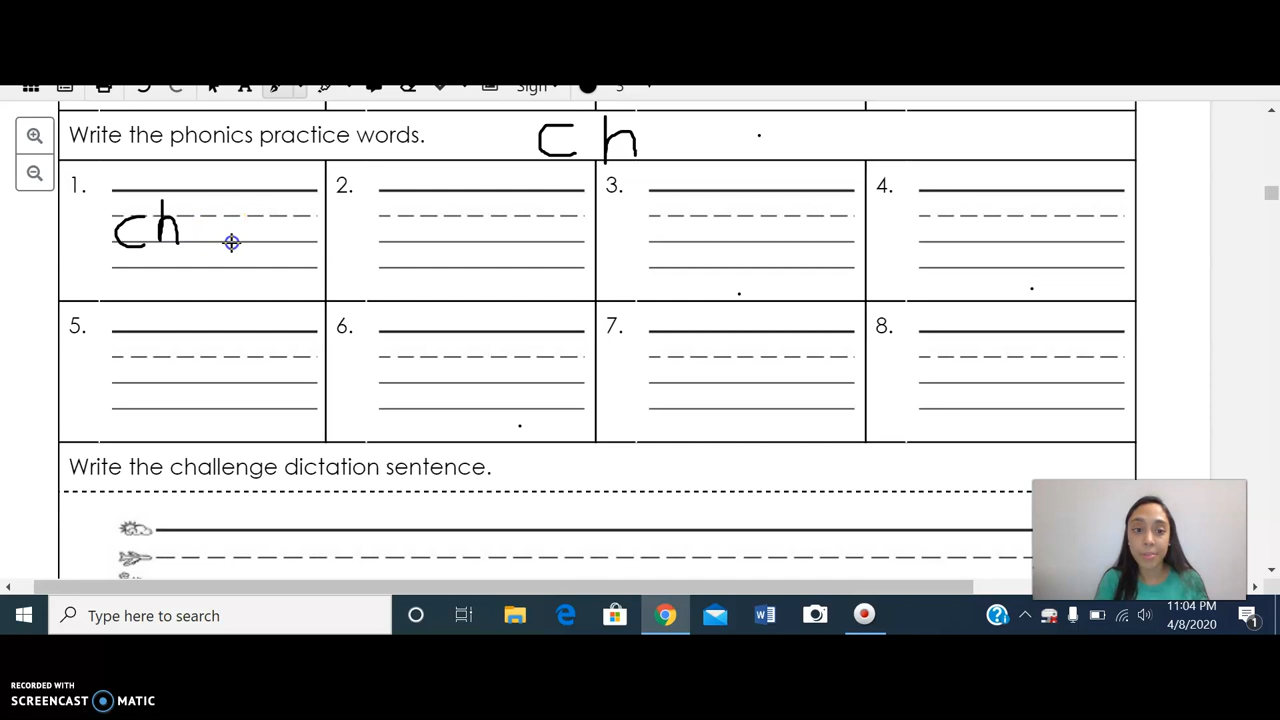 Sign
Write the phonics practice words. c h
1. 2. 3. 4.
ch
5. 6. 7. 8.
Write the challenge dictation sentence.
Type here to search
11:04 PM
4/8/2020
1
RECORDED WITH
SCREENCAST MATIC